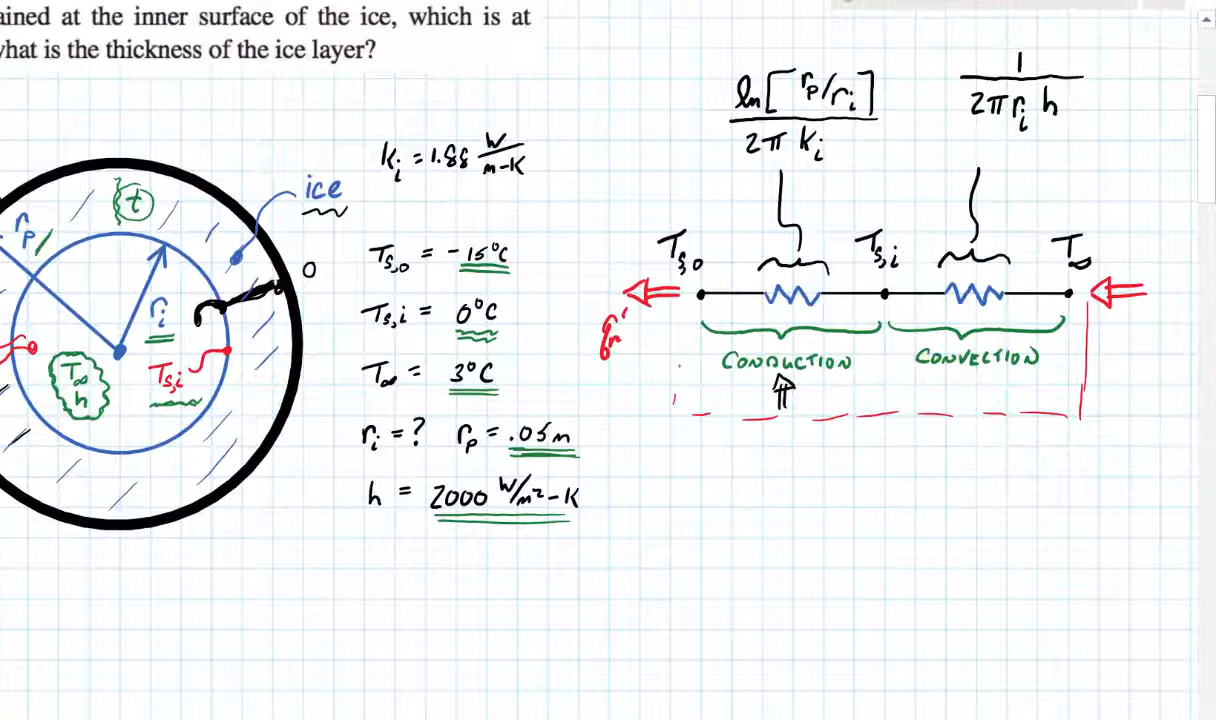 ained at the inner surface of the ice, which is at
what is the thickness of the ice layer?
ln[rp/ri]
2π ki
1
2π ri h
ki = 1.88 W/m-K
t
ice
rp
Ts,o = -15°C
0
Ts,o
Ts,i
T∞
ri
Ts,i = 0°C
qr'
T∞
h
Ts,i
T∞ = 3°C
CONDUCTION
CONVECTION
ri = ? rp = .05m
h = 2000 W/m²-K